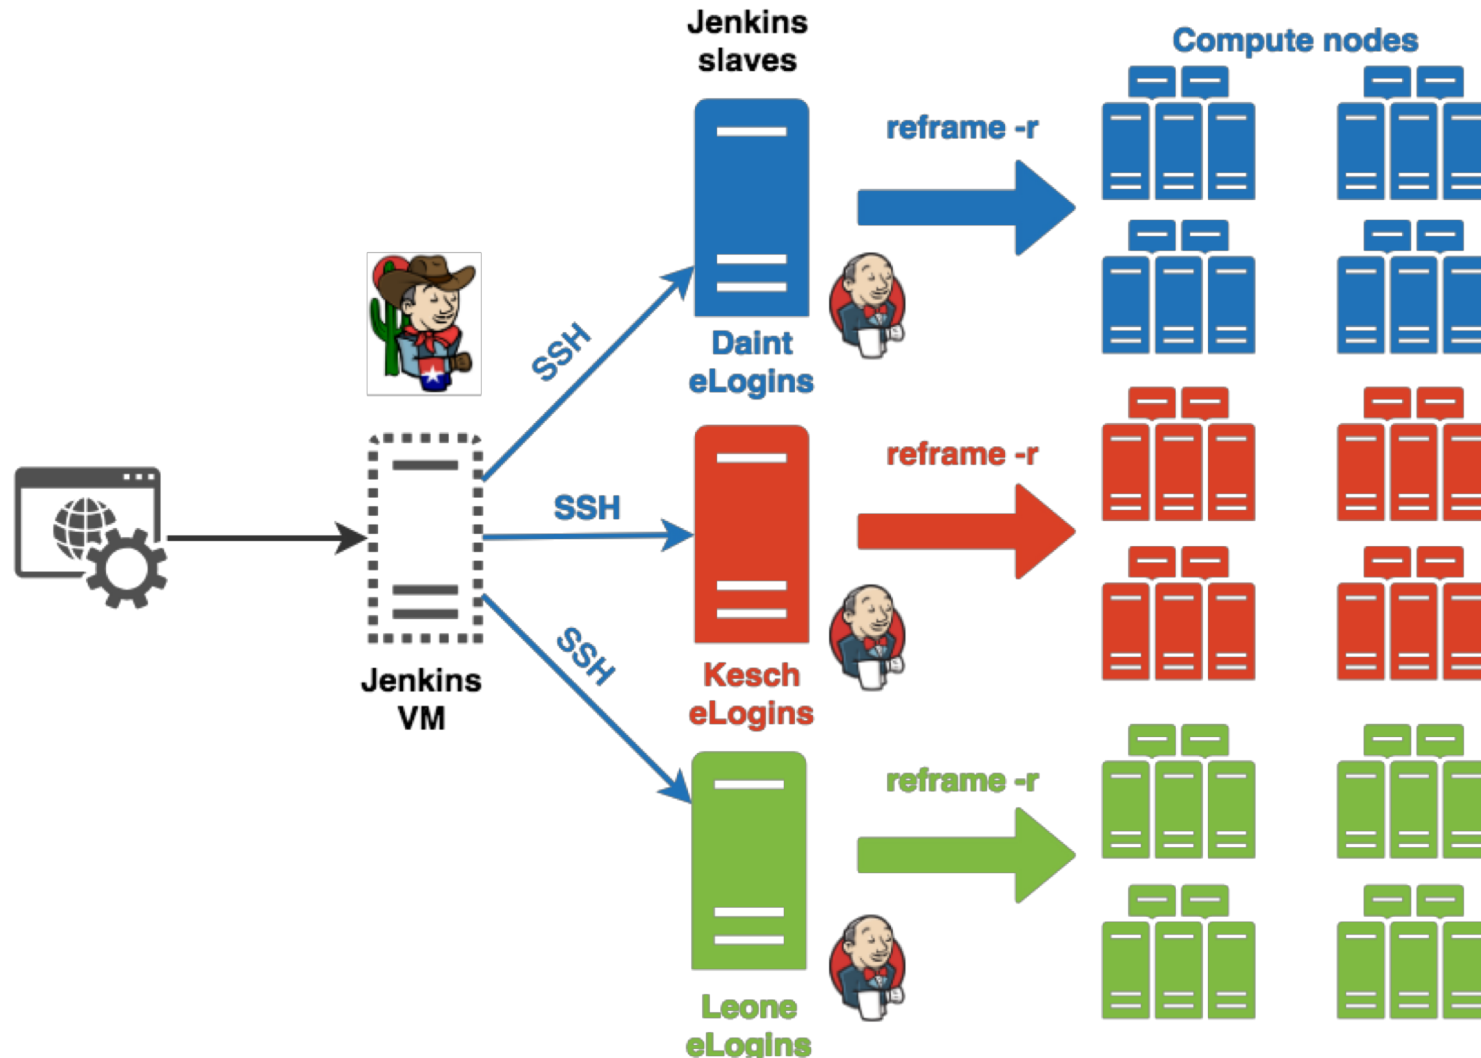 Jenkins
slaves
Compute nodes
reframe -r
SSH
Daint
eLogins
reframe -r
SSH
Jenkins
VM
SSH
Kesch
eLogins
reframe -r
Leone
eLogins